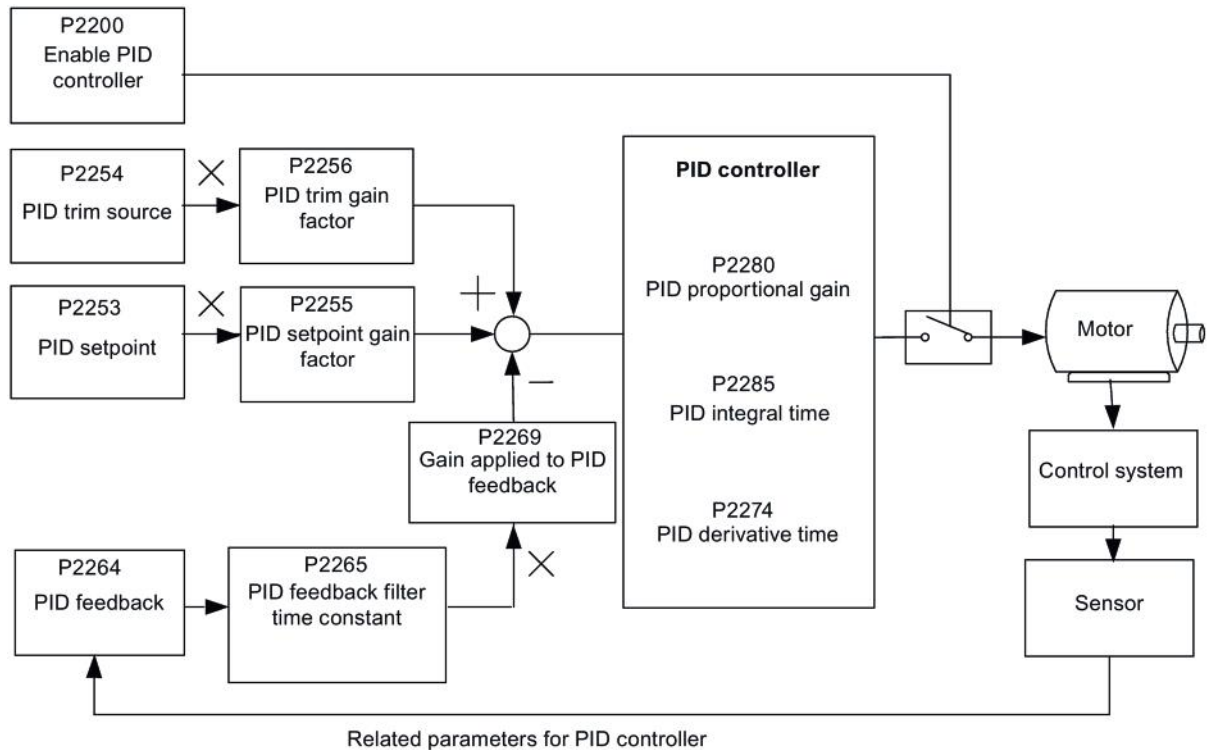 P2200
Enable PID
controller
P2254
PID trim source
×
P2256
PID trim gain
factor
P2253
PID setpoint
×
P2255
PID setpoint gain
factor
+
−
P2269
Gain applied to PID
feedback
×
P2264
PID feedback
P2265
PID feedback filter
time constant
PID controller
P2280
PID proportional gain
P2285
PID integral time
P2274
PID derivative time
Motor
Control system
Sensor
Related parameters for PID controller